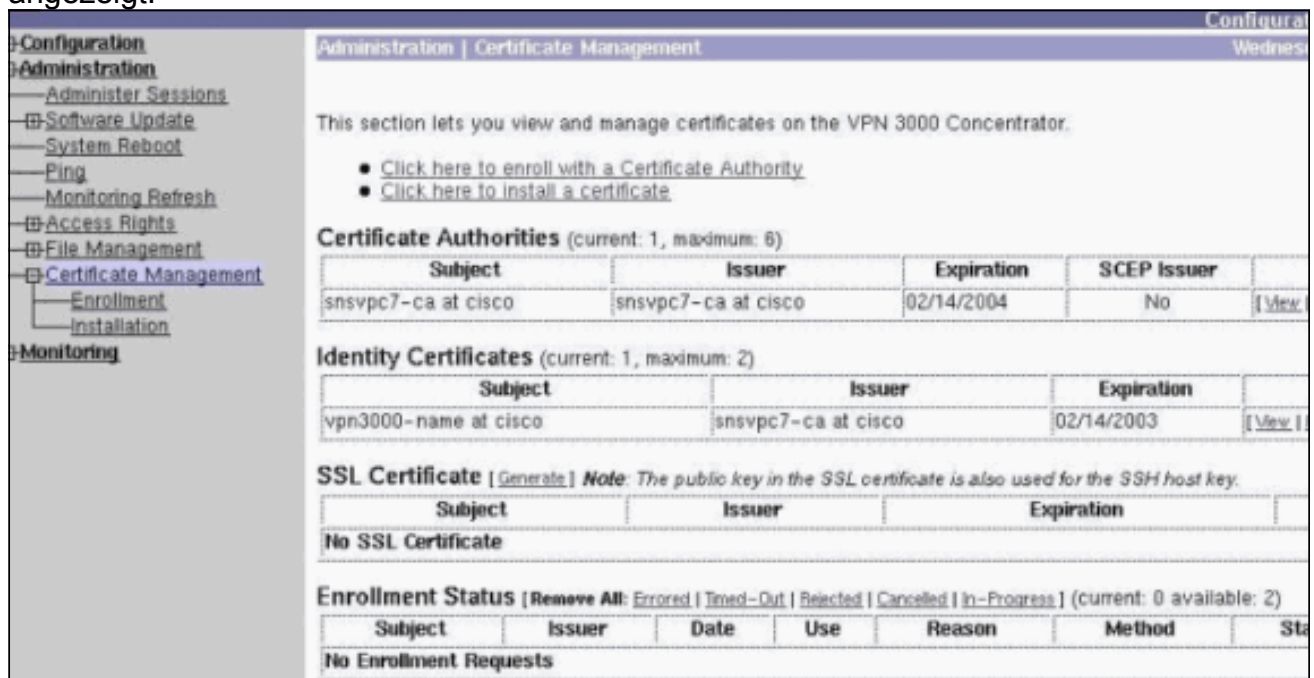 angezeigt.
Configurat
Configuration
Administration
Administer Sessions
Software Update
System Reboot
Ping
Monitoring Refresh
Access Rights
File Management
Certificate Management
Enrollment
Installation
Monitoring
Administration | Certificate Management
Wednes
This section lets you view and manage certificates on the VPN 3000 Concentrator.
Click here to enroll with a Certificate Authority
Click here to install a certificate
Certificate Authorities (current: 1, maximum: 6)
Subject Issuer Expiration SCEP Issuer
snsvpc7-ca at cisco snsvpc7-ca at cisco 02/14/2004 No [ View |
Identity Certificates (current: 1, maximum: 2)
Subject Issuer Expiration
vpn3000-name at cisco snsvpc7-ca at cisco 02/14/2003 [ View |
SSL Certificate [ Generate ] Note: The public key in the SSL certificate is also used for the SSH host key.
Subject Issuer Expiration
No SSL Certificate
Enrollment Status [ Remove All: Errored | Timed-Out | Rejected | Cancelled | In-Progress ] (current: 0 available: 2)
Subject Issuer Date Use Reason Method Sta
No Enrollment Requests